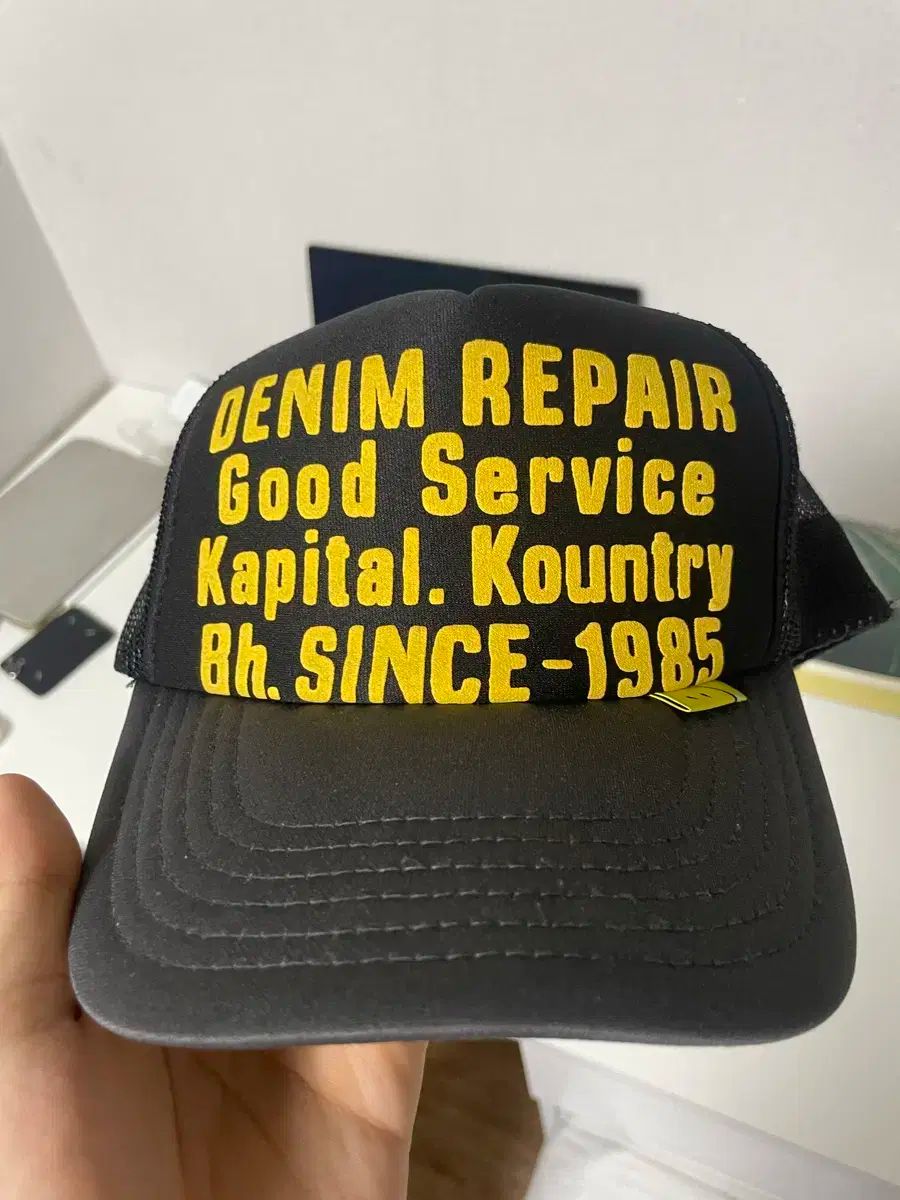 DENIM REPAIR
Good Service
Kapital. Kountry
Bh. SINCE-1985